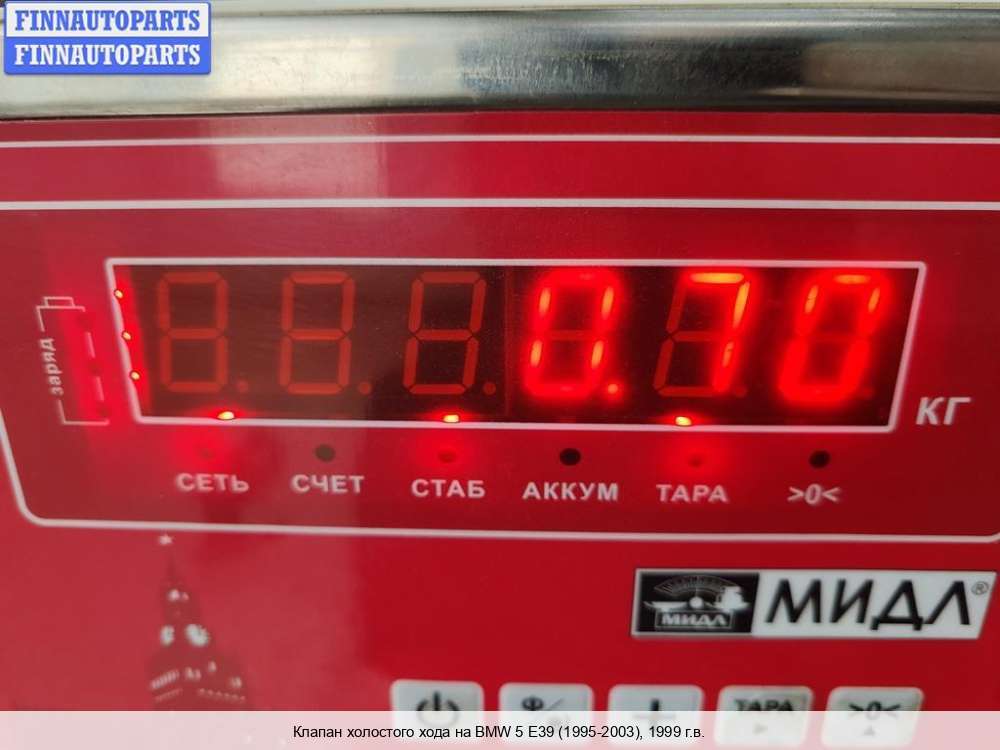 FINNAUTOPARTS
FINNAUTOPARTS
0.70
заряд
КГ
СЕТЬ СЧЕТ СТАБ АККУМ ТАРА >0<
МИДЛ МИДЛ®
ТАРА >0<
Клапан холостого хода на BMW 5 E39 (1995-2003), 1999 г.в.